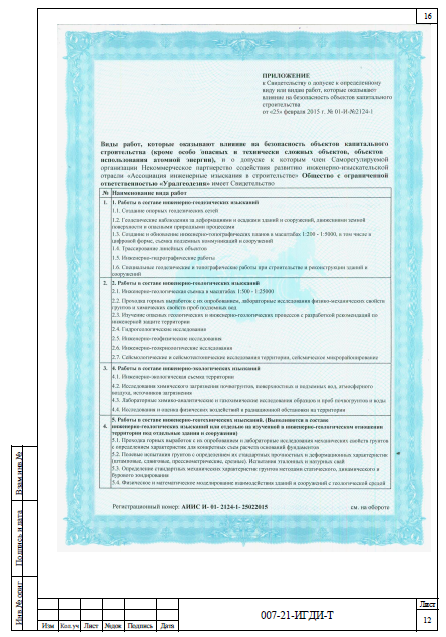 16
ПРИЛОЖЕНИЕ
к Свидетельству о допуске к определенному
виду или видам работ, которые оказывают
влияние на безопасность объектов капитального
строительства
от «25» февраля 2015 г. № 01-И-№2124-1
Виды работ, которые оказывают влияние на безопасность объектов капитального
строительства (кроме особо опасных и технически сложных объектов, объектов
использования атомной энергии), и о допуске к которым член Саморегулируемой
организации Некоммерческое партнерство содействия развитию инженерно-изыскательской
отрасли «Ассоциация инженерные изыскания в строительстве» Общество с ограниченной
ответственностью «Уралгеодезия» имеет Свидетельство
№ Наименование вида работ
1. 1. Работы в составе инженерно-геодезических изысканий
1.1. Создание опорных геодезических сетей
1.2. Геодезические наблюдения за деформациями и осадками зданий и сооружений, движениями земной
поверхности и опасными природными процессами
1.3. Создание и обновление инженерно-топографических планов в масштабах 1:200 - 1:5000, в том числе в
цифровой форме, съемка подземных коммуникаций и сооружений
1.4. Трассирование линейных объектов
1.5. Инженерно-гидрографические работы
1.6. Специальные геодезические и топографические работы при строительстве и реконструкции зданий и
сооружений
2. 2. Работы в составе инженерно-геологических изысканий
2.1. Инженерно-геологическая съемка в масштабах 1:500 - 1:25000
2.2. Проходка горных выработок с их опробованием, лабораторные исследования физико-механических свойств
грунтов и химических свойств проб подземных вод
2.3. Изучение опасных геологических и инженерно-геологических процессов с разработкой рекомендаций по
инженерной защите территории
2.4. Гидрогеологические исследования
2.5. Инженерно-геофизические исследования
2.6. Инженерно-геокриологические исследования
2.7. Сейсмологические и сейсмотектонические исследования территории, сейсмическое микрорайонирование
3. 4. Работы в составе инженерно-экологических изысканий
4.1. Инженерно-экологическая съемка территории
4.2. Исследования химического загрязнения почвогрунтов, поверхностных и подземных вод, атмосферного
воздуха, источников загрязнения
4.3. Лабораторные химико-аналитические и газохимические исследования образцов и проб почвогрунтов и воды
4.4. Исследования и оценка физических воздействий и радиационной обстановки на территории
4. 5. Работы в составе инженерно-геотехнических изысканий. (Выполняются в составе
инженерно-геологических изысканий или отдельно на изученной в инженерно-геологическом отношении
территории под отдельные здания и сооружения)
5.1. Проходка горных выработок с их опробованием и лабораторные исследования механических свойств грунтов
с определением характеристик для конкретных схем расчета оснований фундаментов
5.2. Полевые испытания грунтов с определением их стандартных прочностных и деформационных характеристик
(штамповые, сдвиговые, прессиометрические, срезные). Испытания эталонных и натурных свай
5.3. Определение стандартных механических характеристик грунтов методами статического, динамического и
бурового зондирования
5.4. Физическое и математическое моделирование взаимодействия зданий и сооружений с геологической средой
Регистрационный номер: АИИС И- 01- 2124-1- 25022015 см. на обороте
Взам инв №
Подпись и дата
Инв № ориг
Изм Кол.уч Лист №док Подпись Дата
007-21-ИГДИ-Т
Лист
12